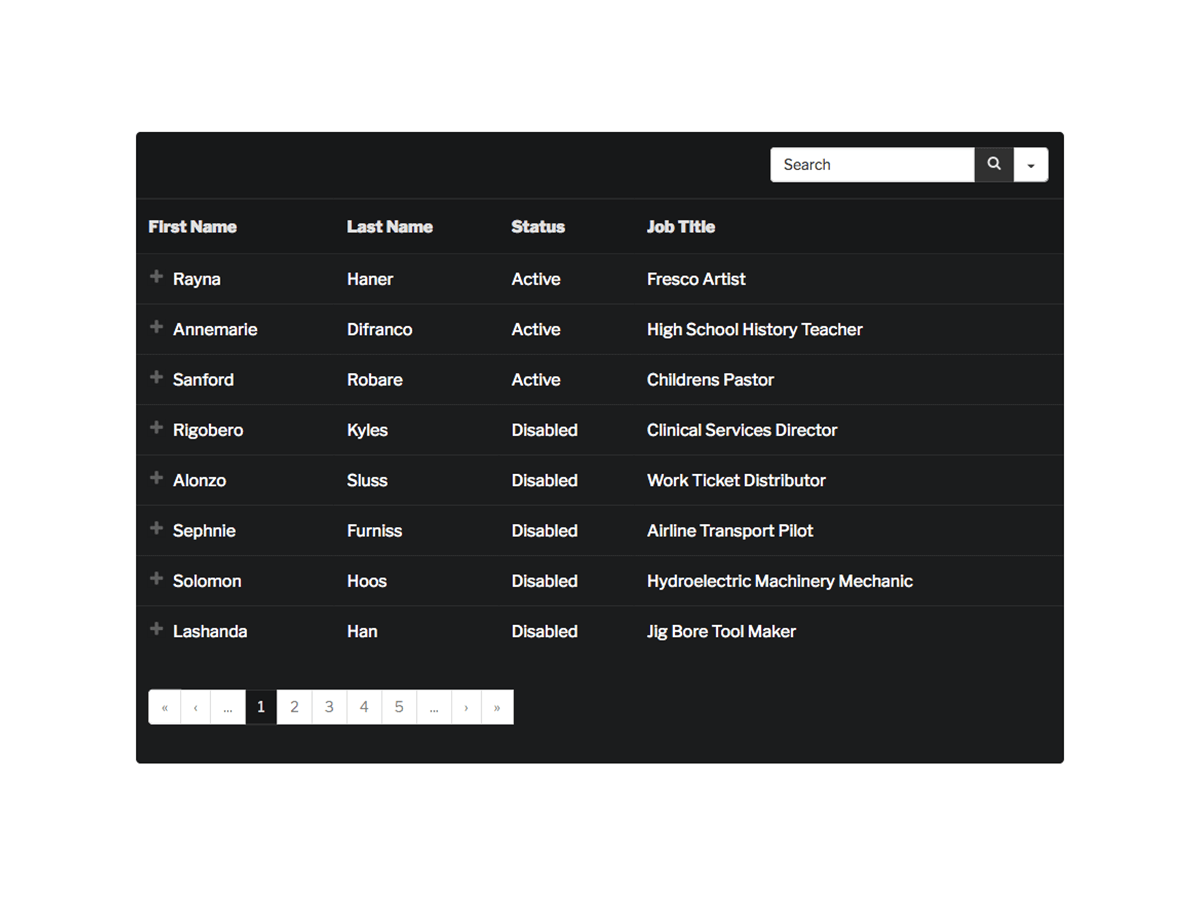 Search
First Name Last Name Status Job Title
Rayna Haner Active Fresco Artist
Annemarie Difranco Active High School History Teacher
Sanford Robare Active Childrens Pastor
Rigobero Kyles Disabled Clinical Services Director
Alonzo Sluss Disabled Work Ticket Distributor
Sephnie Furniss Disabled Airline Transport Pilot
Solomon Hoos Disabled Hydroelectric Machinery Mechanic
Lashanda Han Disabled Jig Bore Tool Maker
« ‹ ... 1 2 3 4 5 ... › »